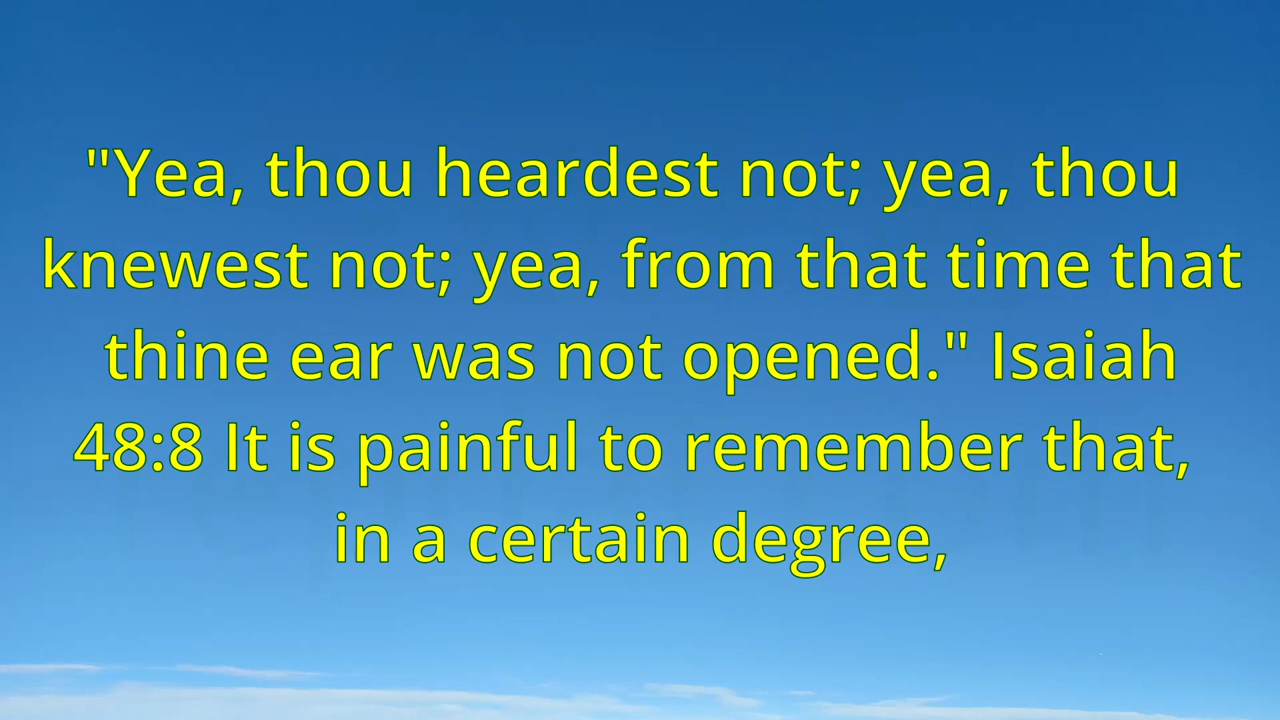 "Yea, thou heardest not; yea, thou
knewest not; yea, from that time that
thine ear was not opened." Isaiah
48:8 It is painful to remember that,
in a certain degree,